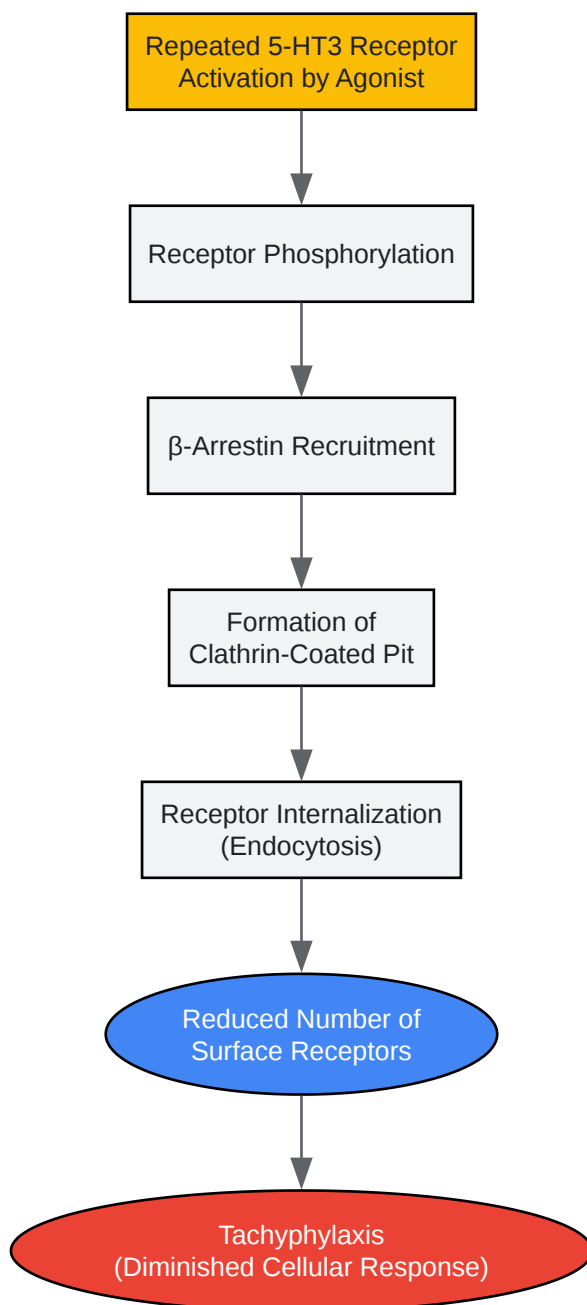 Repeated 5-HT3 Receptor
Activation by Agonist
Receptor Phosphorylation
β-Arrestin Recruitment
Formation of
Clathrin-Coated Pit
Receptor Internalization
(Endocytosis)
Reduced Number of
Surface Receptors
Tachyphylaxis
(Diminished Cellular Response)